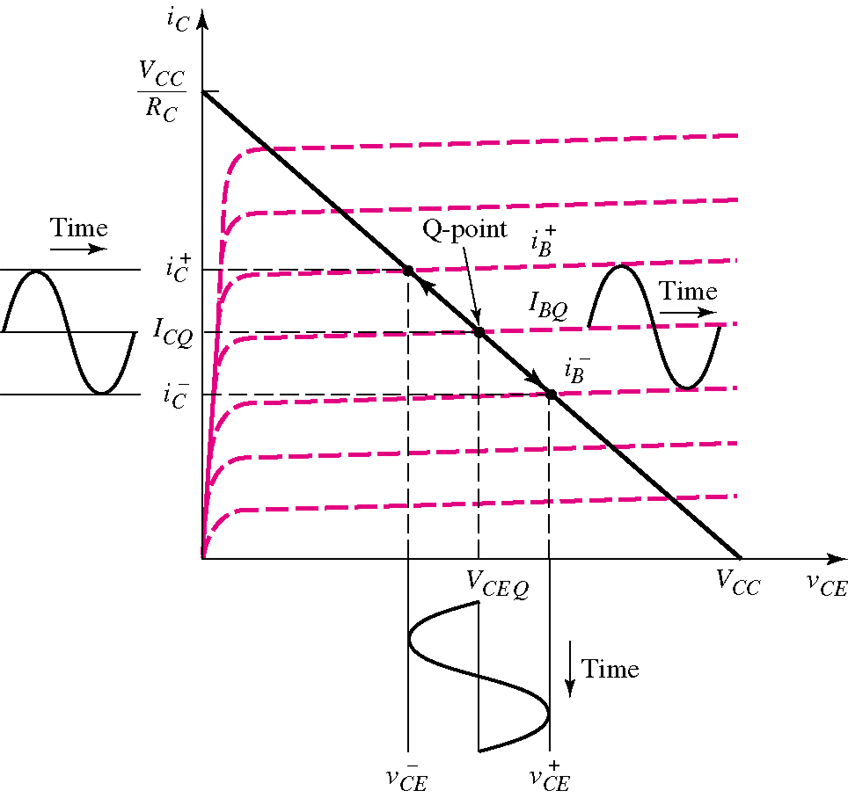 i_C
V_CC
R_C
Time
Q-point
i_B^+
i_C^+
I_BQ
Time
I_CQ
i_B^-
i_C^-
V_CEQ
V_CC
v_CE
Time
v_CE^-
v_CE^+